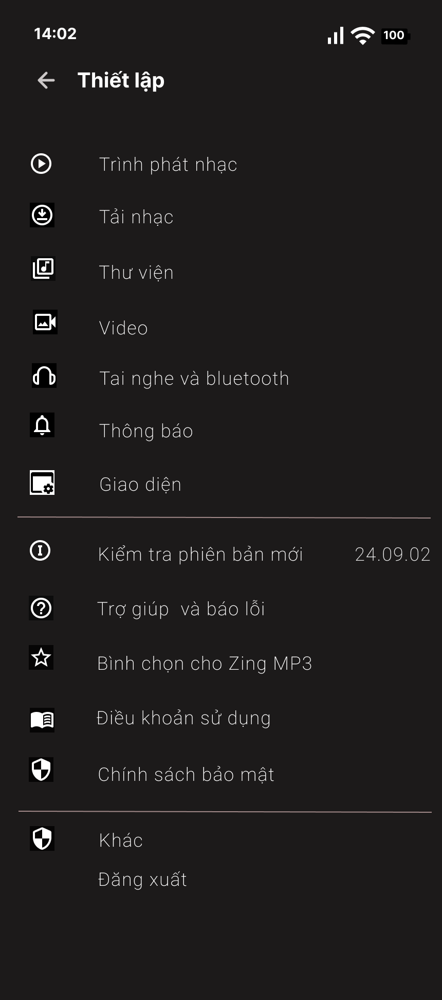 14:02
100
Thiết lập
Trình phát nhạc
Tải nhạc
Thư viện
Video
Tai nghe và bluetooth
Thông báo
Giao diện
Kiểm tra phiên bản mới 24.09.02
Trợ giúp  và báo lỗi
Bình chọn cho Zing MP3
Điều khoản sử dụng
Chính sách bảo mật
Khác
Đăng xuất